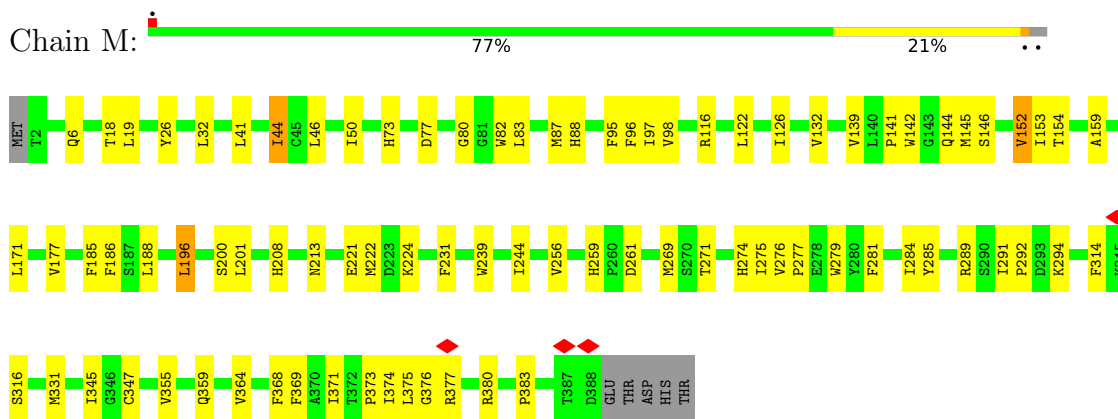 Chain M:
77% 21%
MET T2 Q6 T18 L19 Y26 L32 L41 I44 C45 L46 I50 H73 D77 G80 G81 W82 L83 M87 H88 F95 F96 I97 V98 R116 L122 I126 V132 V139 L140 P141 W142 G143 Q144 M145 S146 V152 I153 T154 A159
L171 V177 F185 F186 S187 L188 L196 S200 L201 H208 N213 E221 M222 D223 K224 F231 W239 I244 V256 H259 P260 D261 M269 S270 T271 H274 I275 V276 P277 E278 W279 Y280 F281 I284 Y285 R289 S290 I291 P292 D293 K294 F314
S316 M331 I345 G346 C347 V355 Q359 V364 F368 F369 A370 I371 T372 P373 I374 L375 G376 R377 R380 P383 T387 D388 GLU THR ASP HIS THR